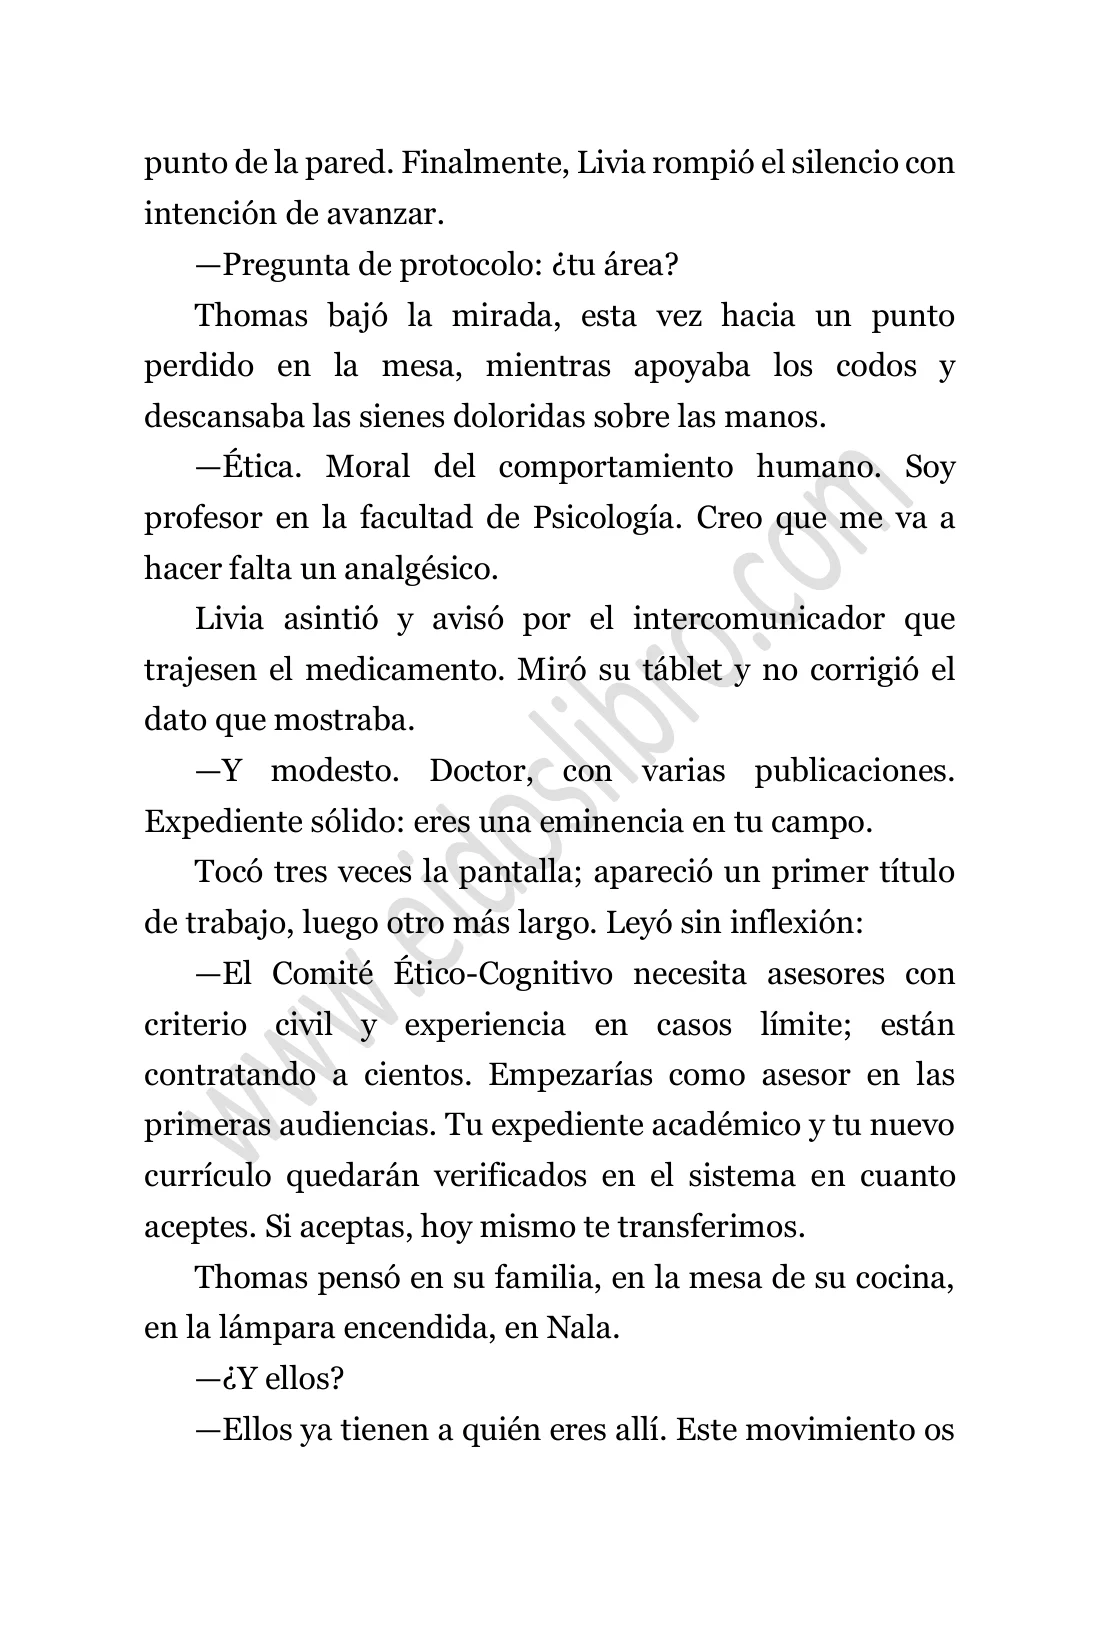 punto de la pared. Finalmente, Livia rompió el silencio con
intención de avanzar.
—Pregunta de protocolo: ¿tu área?
Thomas bajó la mirada, esta vez hacia un punto
perdido en la mesa, mientras apoyaba los codos y
descansaba las sienes doloridas sobre las manos.
—Ética. Moral del comportamiento humano. Soy
profesor en la facultad de Psicología. Creo que me va a
hacer falta un analgésico.
Livia asintió y avisó por el intercomunicador que
trajesen el medicamento. Miró su táblet y no corrigió el
dato que mostraba.
—Y modesto. Doctor, con varias publicaciones.
Expediente sólido: eres una eminencia en tu campo.
Tocó tres veces la pantalla; apareció un primer título
de trabajo, luego otro más largo. Leyó sin inflexión:
—El Comité Ético-Cognitivo necesita asesores con
criterio civil y experiencia en casos límite; están
contratando a cientos. Empezarías como asesor en las
primeras audiencias. Tu expediente académico y tu nuevo
currículo quedarán verificados en el sistema en cuanto
aceptes. Si aceptas, hoy mismo te transferimos.
Thomas pensó en su familia, en la mesa de su cocina,
en la lámpara encendida, en Nala.
—¿Y ellos?
—Ellos ya tienen a quién eres allí. Este movimiento os
www.eidoslibro.com